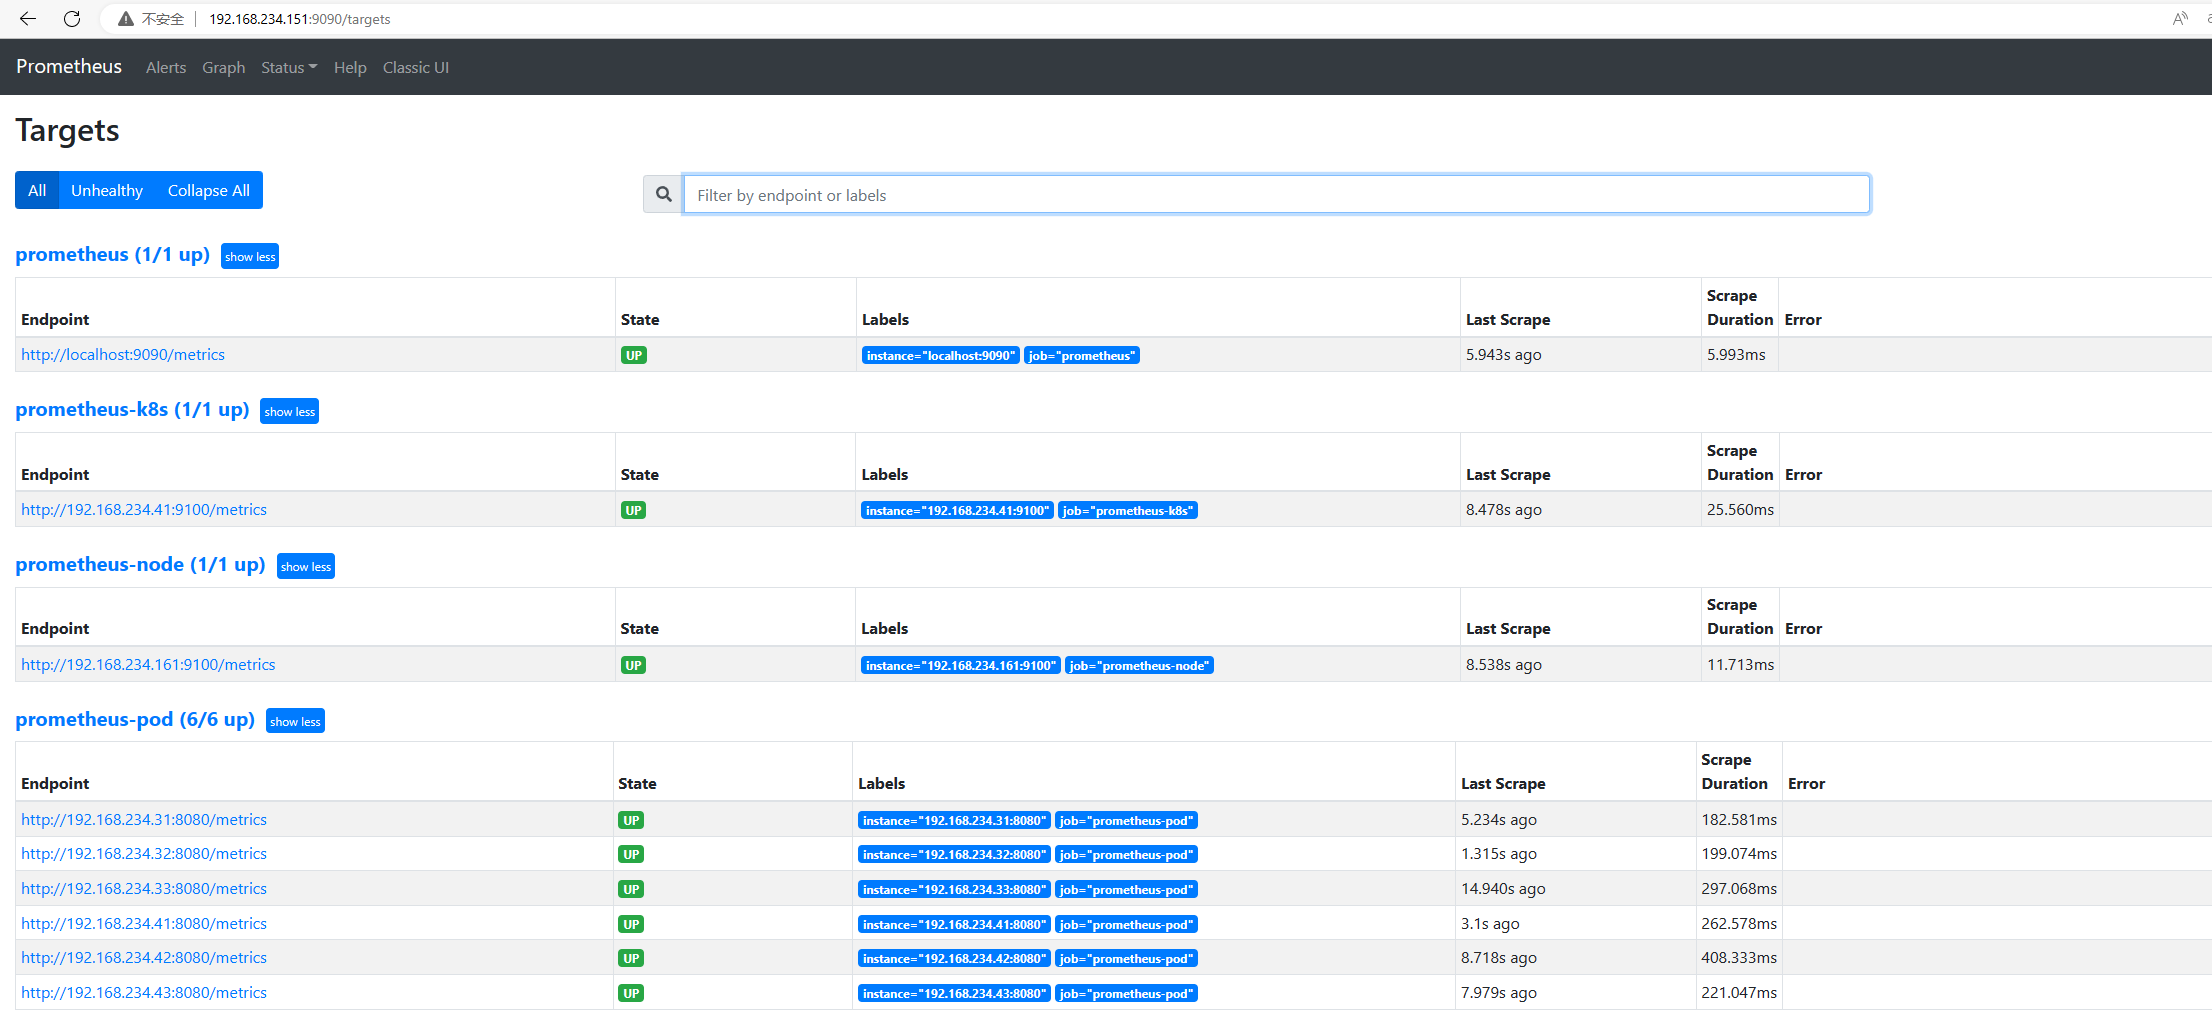 不安全 192.168.234.151:9090/targets
Prometheus Alerts Graph Status Help Classic UI
Targets
All Unhealthy Collapse All Filter by endpoint or labels
prometheus (1/1 up) show less
Endpoint State Labels Last Scrape Scrape Duration Error
http://localhost:9090/metrics UP instance="localhost:9090" job="prometheus" 5.943s ago 5.993ms
prometheus-k8s (1/1 up) show less
Endpoint State Labels Last Scrape Scrape Duration Error
http://192.168.234.41:9100/metrics UP instance="192.168.234.41:9100" job="prometheus-k8s" 8.478s ago 25.560ms
prometheus-node (1/1 up) show less
Endpoint State Labels Last Scrape Scrape Duration Error
http://192.168.234.161:9100/metrics UP instance="192.168.234.161:9100" job="prometheus-node" 8.538s ago 11.713ms
prometheus-pod (6/6 up) show less
Endpoint State Labels Last Scrape Scrape Duration Error
http://192.168.234.31:8080/metrics UP instance="192.168.234.31:8080" job="prometheus-pod" 5.234s ago 182.581ms
http://192.168.234.32:8080/metrics UP instance="192.168.234.32:8080" job="prometheus-pod" 1.315s ago 199.074ms
http://192.168.234.33:8080/metrics UP instance="192.168.234.33:8080" job="prometheus-pod" 14.940s ago 297.068ms
http://192.168.234.41:8080/metrics UP instance="192.168.234.41:8080" job="prometheus-pod" 3.1s ago 262.578ms
http://192.168.234.42:8080/metrics UP instance="192.168.234.42:8080" job="prometheus-pod" 8.718s ago 408.333ms
http://192.168.234.43:8080/metrics UP instance="192.168.234.43:8080" job="prometheus-pod" 7.979s ago 221.047ms